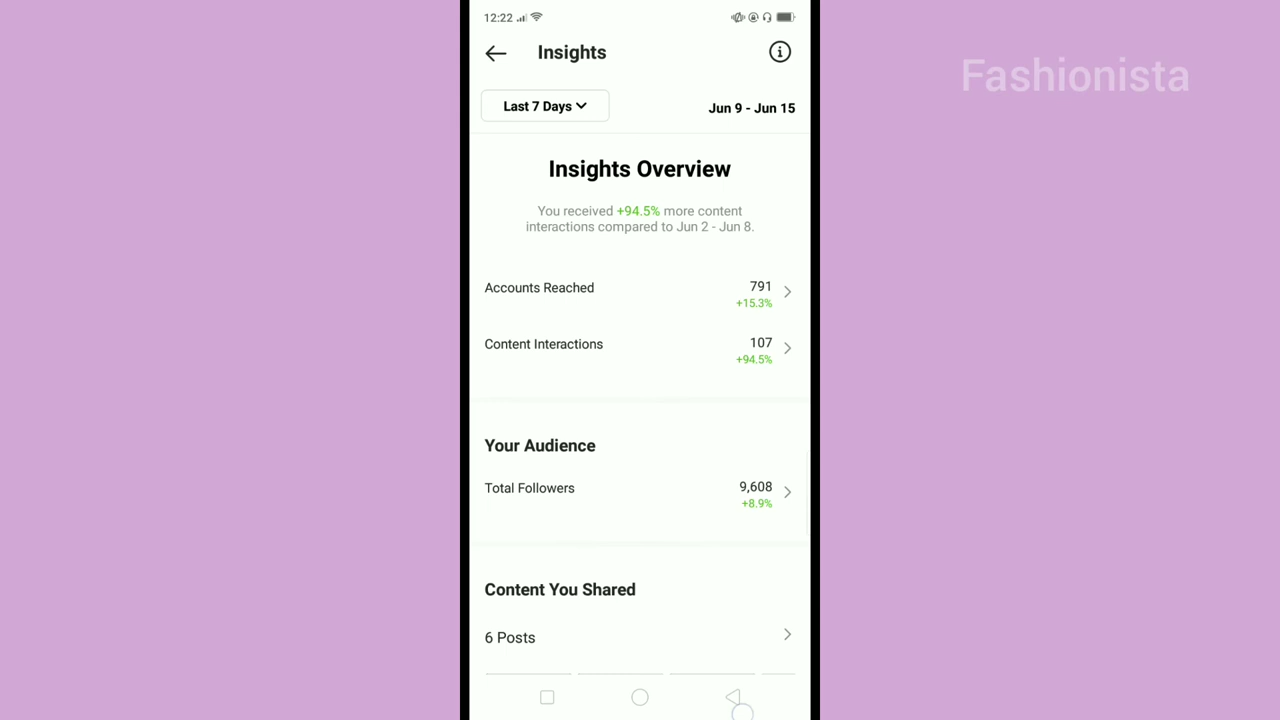 12:22
Insights
Fashionista
Last 7 Days
Jun 9 - Jun 15
Insights Overview
You received +94.5% more content
interactions compared to Jun 2 - Jun 8.
Accounts Reached
791
+15.3%
Content Interactions
107
+94.5%
Your Audience
Total Followers
9,608
+8.9%
Content You Shared
6 Posts